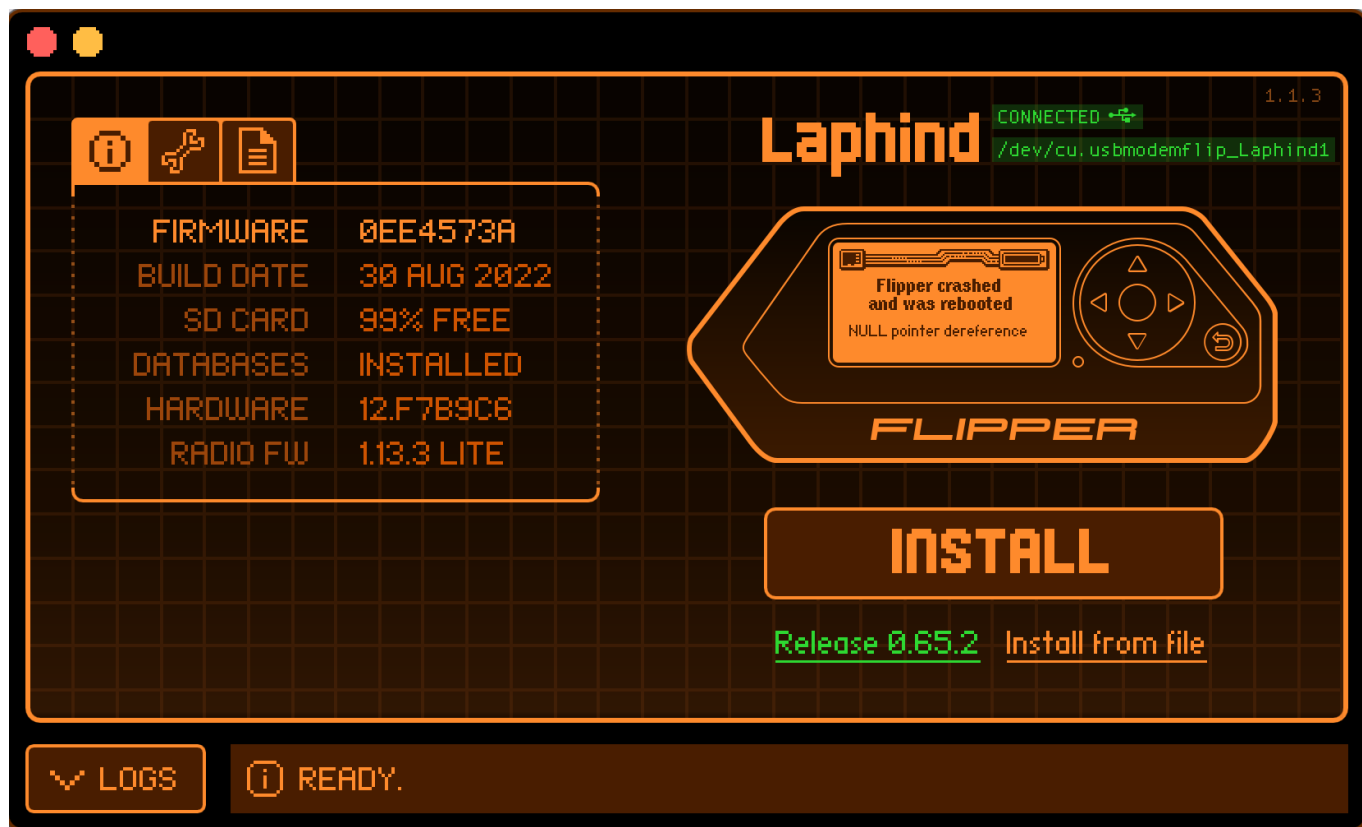 1.1.3
Laphind
CONNECTED
/dev/cu.usbmodemflip_Laphind1
FIRMWARE 0EE4573A
BUILD DATE 30 AUG 2022
SD CARD 99% FREE
DATABASES INSTALLED
HARDWARE 12.F7B9C6
RADIO FW 1.13.3 LITE
Flipper crashed
and was rebooted
NULL pointer dereference
FLIPPER
INSTALL
Release 0.65.2 Install from file
LOGS
READY.